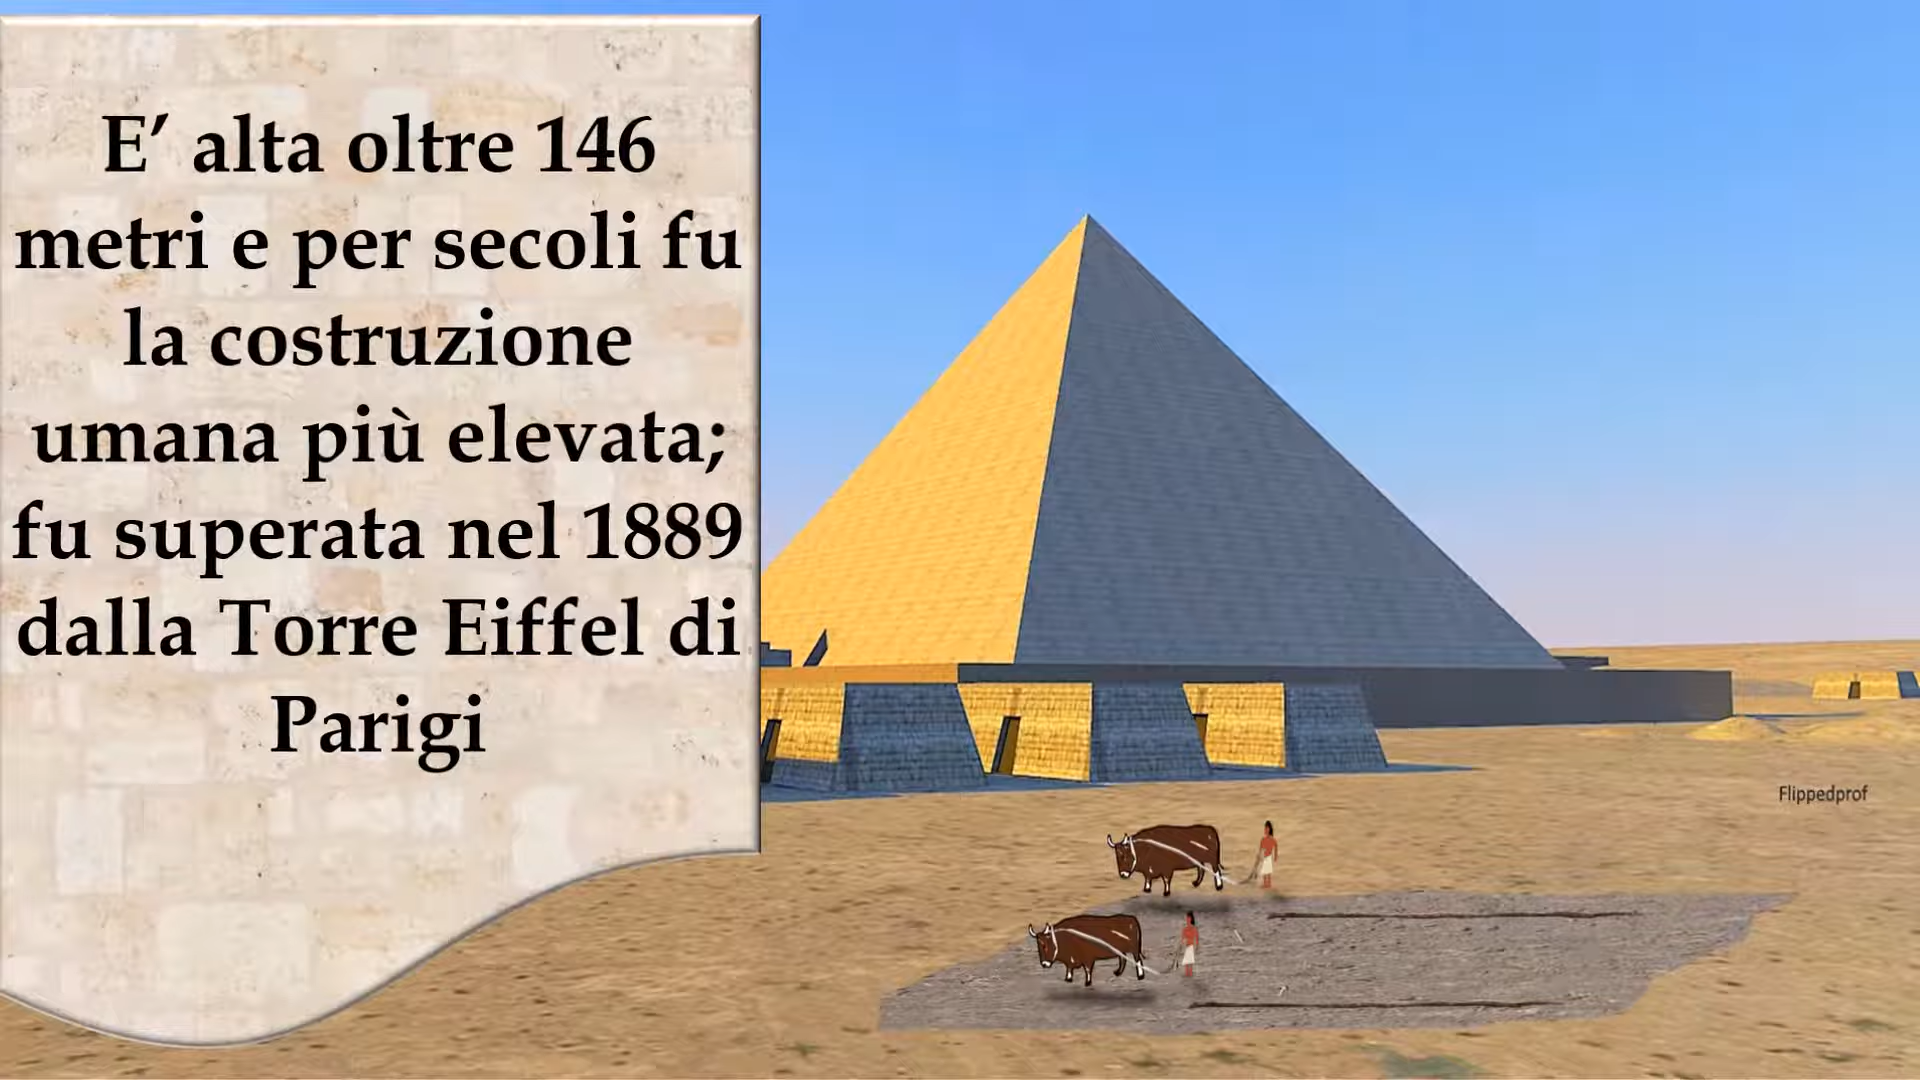 E’ alta oltre 146
metri e per secoli fu
la costruzione
umana più elevata;
fu superata nel 1889
dalla Torre Eiffel di
Parigi
Flippedprof